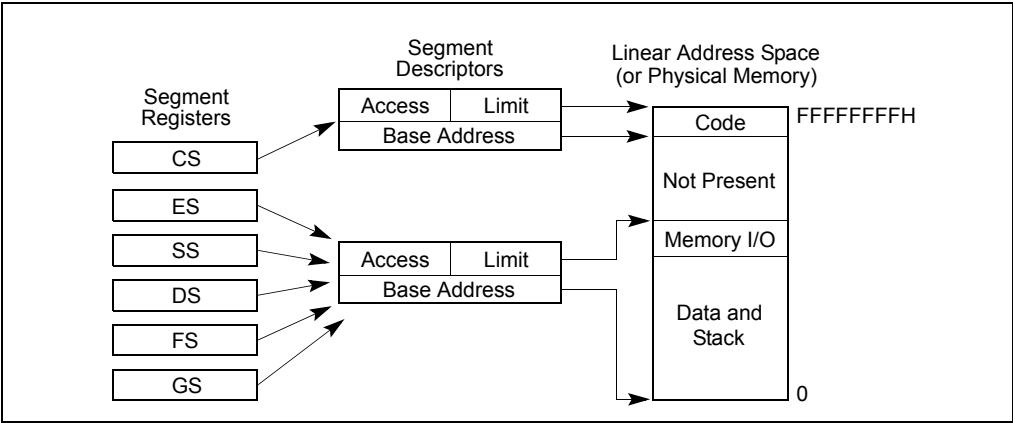 Segment
Registers
CS
ES
SS
DS
FS
GS
Segment
Descriptors
Access Limit
Base Address
Access Limit
Base Address
Linear Address Space
(or Physical Memory)
Code
FFFFFFFFH
Not Present
Memory I/O
Data and
Stack
0